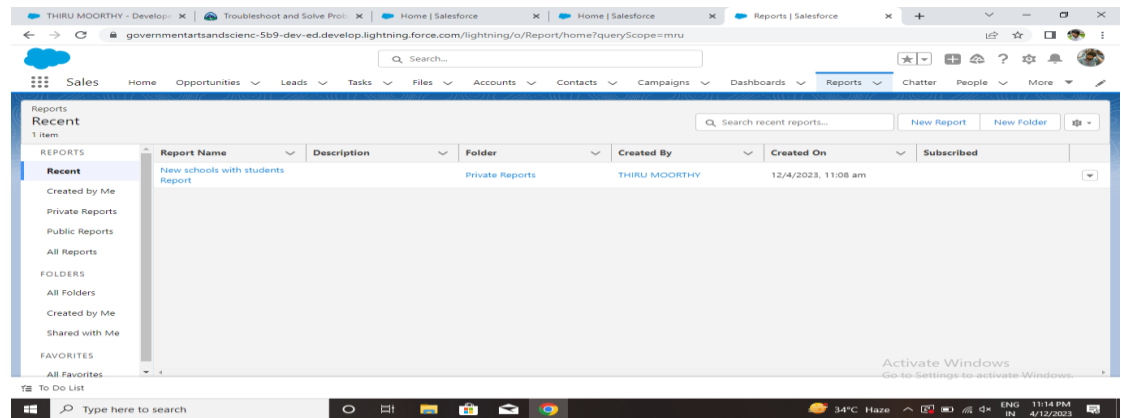 THIRU MOORTHY - Develop
Troubleshoot and Solve Prob
Home | Salesforce
Home | Salesforce
Reports | Salesforce
governmentartsandscienc-5b9-dev-ed.develop.lightning.force.com/lightning/o/Report/home?queryScope=mru
Search...
Sales Home Opportunities Leads Tasks Files Accounts Contacts Campaigns Dashboards Reports Chatter People More
Reports
Recent
1 item
Search recent reports...
New Report
New Folder
REPORTS
Recent
Created by Me
Private Reports
Public Reports
All Reports
FOLDERS
All Folders
Created by Me
Shared with Me
FAVORITES
All Favorites
Report Name Description Folder Created By Created On Subscribed
New schools with students
Report
Private Reports
THIRU MOORTHY
12/4/2023, 11:08 am
Activate Windows
Go to Settings to activate Windows.
To Do List
Type here to search
34°C Haze
ENG
IN
11:14 PM
4/12/2023